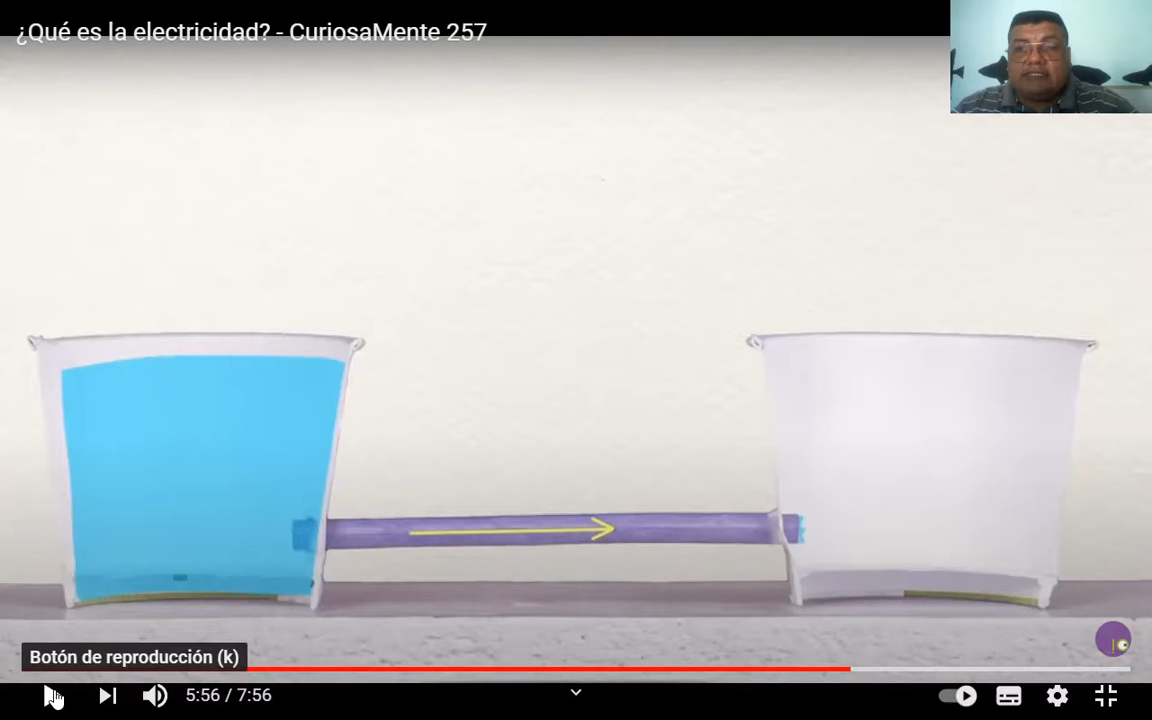 ¿Qué es la electricidad? - CuriosaMente 257
Botón de reproducción (k)
5:56 / 7:56